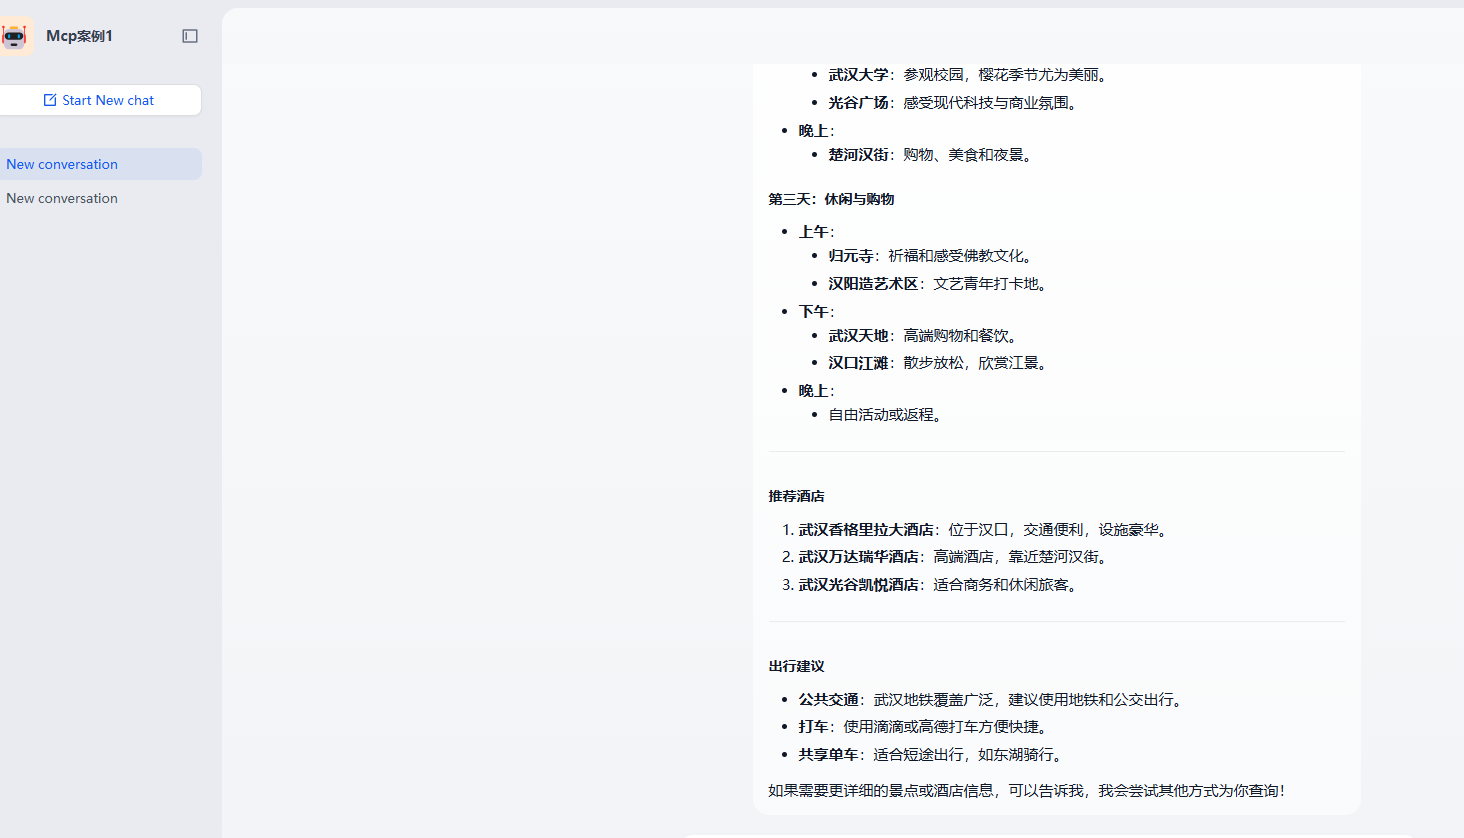 Mcp案例1
Start New chat
New conversation
New conversation
武汉大学：参观校园，樱花季节尤为美丽。
光谷广场：感受现代科技与商业氛围。
晚上：
楚河汉街：购物、美食和夜景。
第三天：休闲与购物
上午：
归元寺：祈福和感受佛教文化。
汉阳造艺术区：文艺青年打卡地。
下午：
武汉天地：高端购物和餐饮。
汉口江滩：散步放松，欣赏江景。
晚上：
自由活动或返程。
推荐酒店
1. 武汉香格里拉大酒店：位于汉口，交通便利，设施豪华。
2. 武汉万达瑞华酒店：高端酒店，靠近楚河汉街。
3. 武汉光谷凯悦酒店：适合商务和休闲旅客。
出行建议
公共交通：武汉地铁覆盖广泛，建议使用地铁和公交出行。
打车：使用滴滴或高德打车方便快捷。
共享单车：适合短途出行，如东湖骑行。
如果需要更详细的景点或酒店信息，可以告诉我，我会尝试其他方式为你查询！